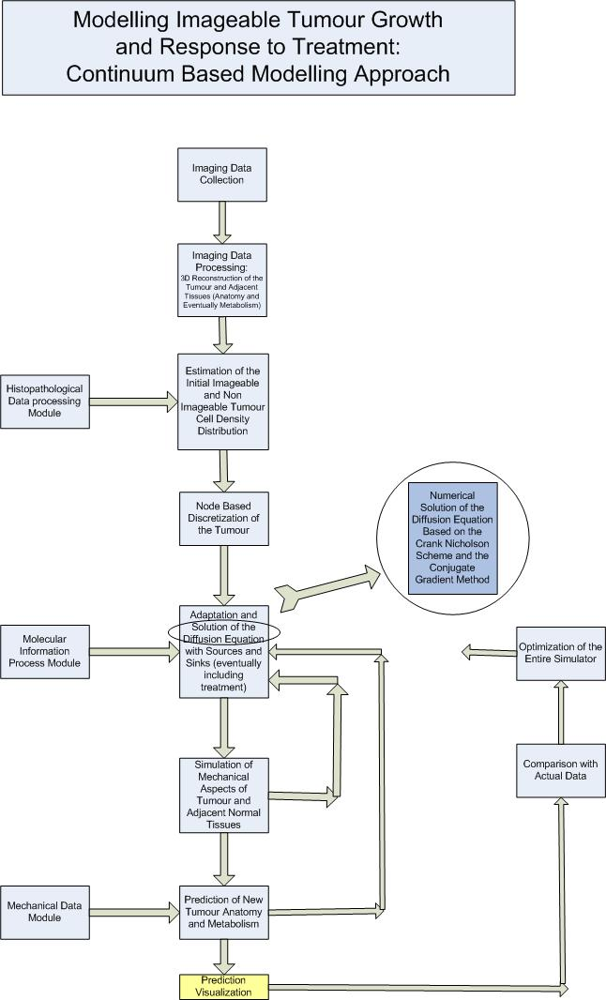 Modelling Imageable Tumour Growth
and Response to Treatment:
Continuum Based Modelling Approach
Imaging Data
Collection
Imaging Data
Processing:
3D Reconstruction of the
Tumour and Adjacent
Tissues (Anatomy and
Eventually Metabolism)
Histopathological
Data processing
Module
Estimation of the
Initial Imageable
and Non
Imageable Tumour
Cell Density
Distribution
Node Based
Discretization of
the Tumour
Numerical
Solution of the
Diffusion Equation
Based on the
Crank Nicholson
Scheme and the
Conjugate
Gradient Method
Molecular
Information
Process Module
Adaptation and
Solution of the
Diffusion Equation
with Sources and
Sinks (eventually
including
treatment)
Optimization of the
Entire Simulator
Simulation of
Mechanical
Aspects of
Tumour and
Adjacent Normal
Tissues
Comparison with
Actual Data
Mechanical Data
Module
Prediction of New
Tumour Anatomy
and Metabolism
Prediction
Visualization